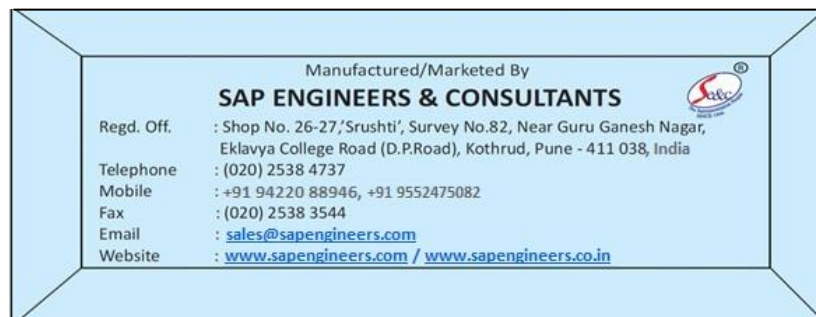 Manufactured/Marketed By
SAP ENGINEERS & CONSULTANTS
®
Regd. Off. : Shop No. 26-27,'Srushti', Survey No.82, Near Guru Ganesh Nagar,
Eklavya College Road (D.P.Road), Kothrud, Pune - 411 038, India
Telephone : (020) 2538 4737
Mobile : +91 94220 88946, +91 9552475082
Fax : (020) 2538 3544
Email : sales@sapengineers.com
Website : www.sapengineers.com / www.sapengineers.co.in